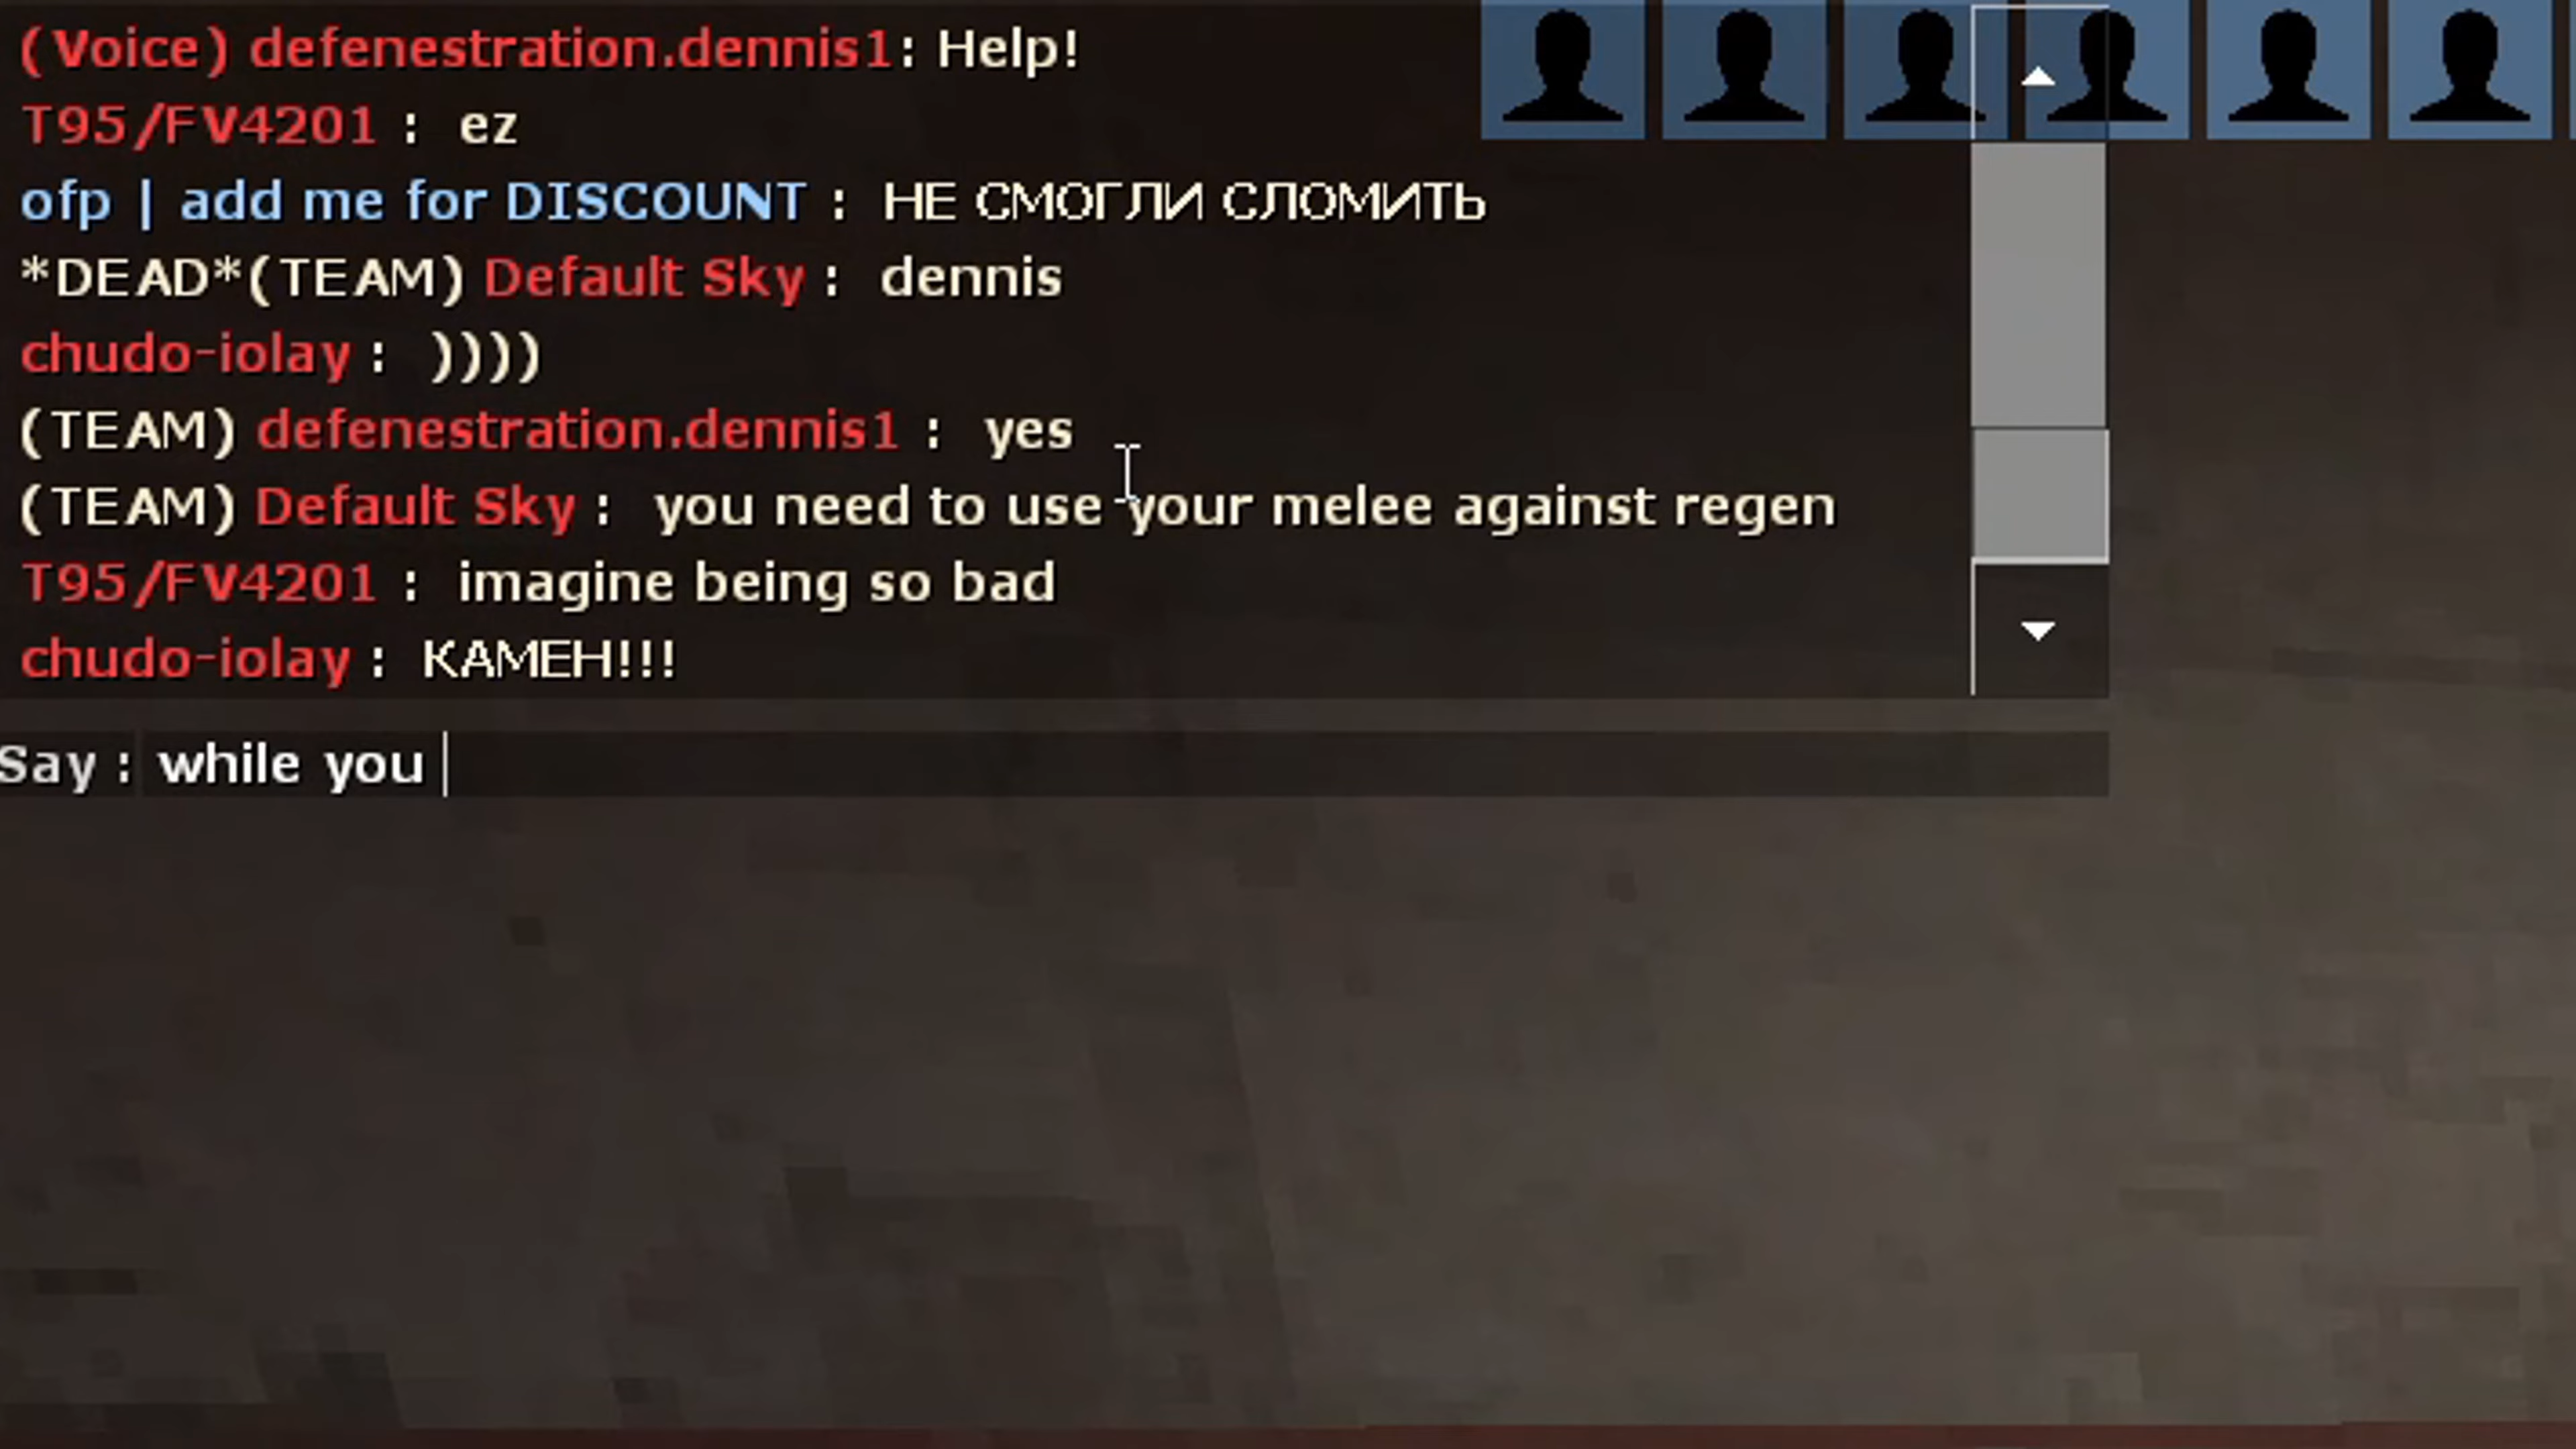 (Voice) defenestration.dennis1: Help!
T95/FV4201 : ez
ofp | add me for DISCOUNT : НЕ СМОГЛИ СЛОМИТЬ
*DEAD*(TEAM) Default Sky : dennis
chudo-iolay : ))))
(TEAM) defenestration.dennis1 : yes
(TEAM) Default Sky : you need to use your melee against regen
T95/FV4201 : imagine being so bad
chudo-iolay : КАМЕН!!!
Say : while you